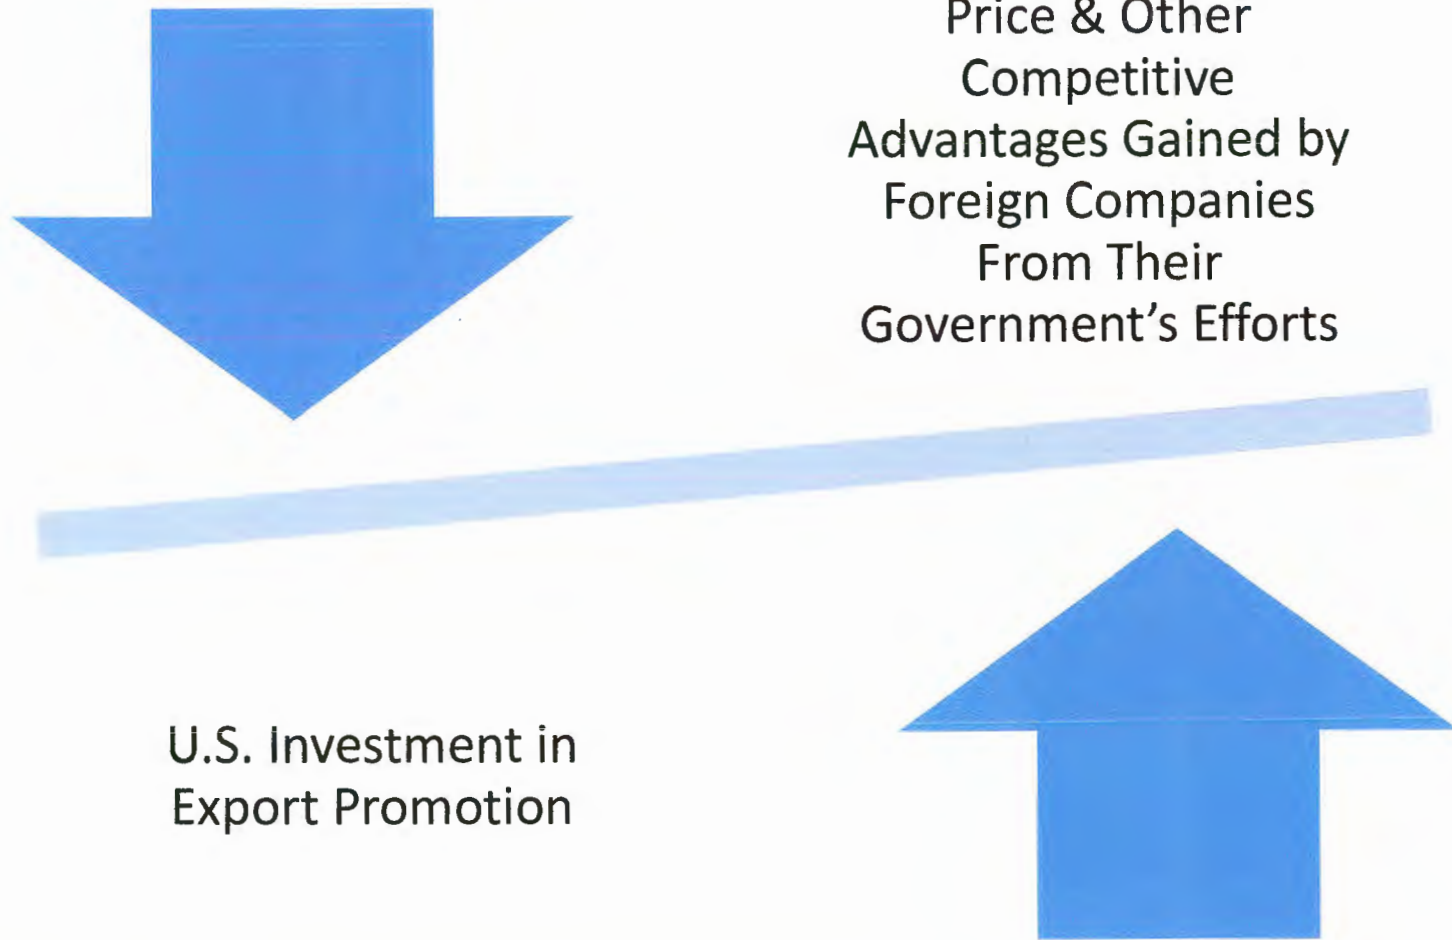 Price & Other
Competitive
Advantages Gained by
Foreign Companies
From Their
Government's Efforts
U.S. Investment in
Export Promotion